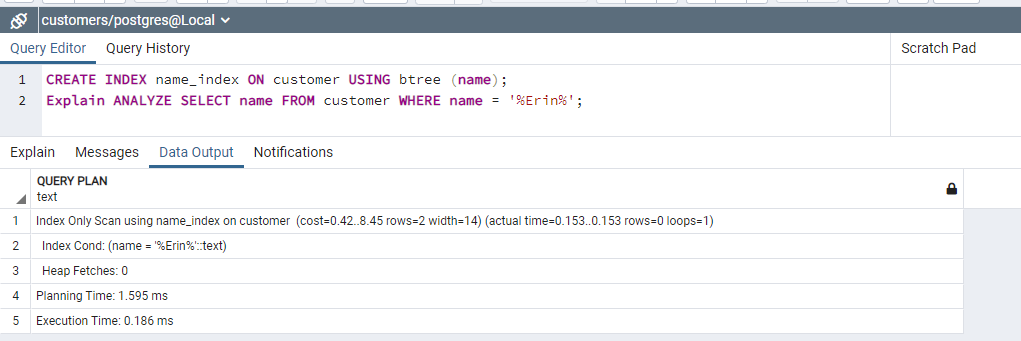 customers/postgres@Local
Query Editor Query History Scratch Pad
1 CREATE INDEX name_index ON customer USING btree (name);
2 Explain ANALYZE SELECT name FROM customer WHERE name = '%Erin%';
Explain Messages Data Output Notifications
QUERY PLAN
text
1 Index Only Scan using name_index on customer (cost=0.42..8.45 rows=2 width=14) (actual time=0.153..0.153 rows=0 loops=1)
2 Index Cond: (name = '%Erin%'::text)
3 Heap Fetches: 0
4 Planning Time: 1.595 ms
5 Execution Time: 0.186 ms